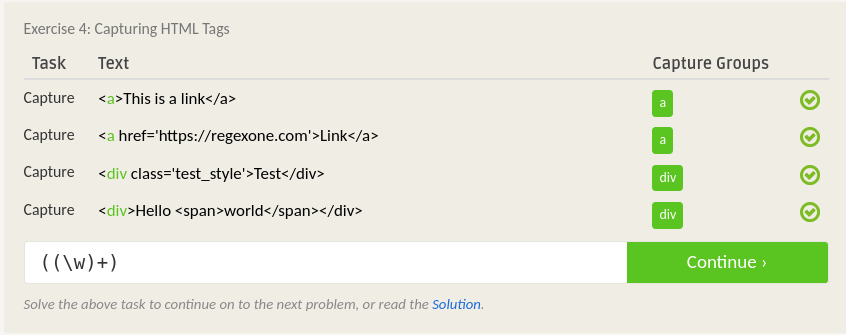 Exercise 4: Capturing HTML Tags
Task Text Capture Groups
Capture <a>This is a link</a> a
Capture <a href='https://regexone.com'>Link</a> a
Capture <div class='test_style'>Test</div> div
Capture <div>Hello <span>world</span></div> div
((\w)+) Continue ›
Solve the above task to continue on to the next problem, or read the Solution.